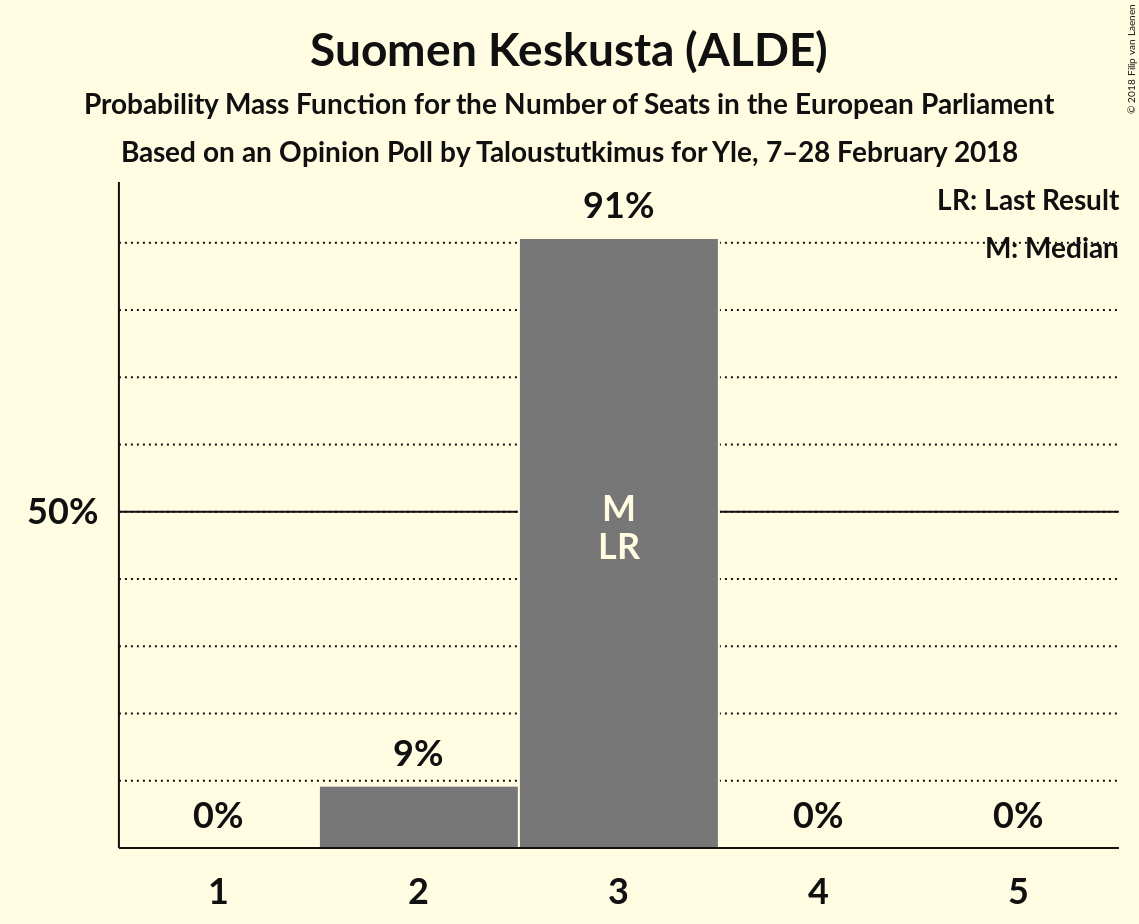 Suomen Keskusta (ALDE)
Probability Mass Function for the Number of Seats in the European Parliament
Based on an Opinion Poll by Taloustutkimus for Yle, 7–28 February 2018
© 2018 Filip van Laenen
LR: Last Result
M: Median
91%
50%
M
LR
9%
0%
0%
0%
1
2
3
4
5